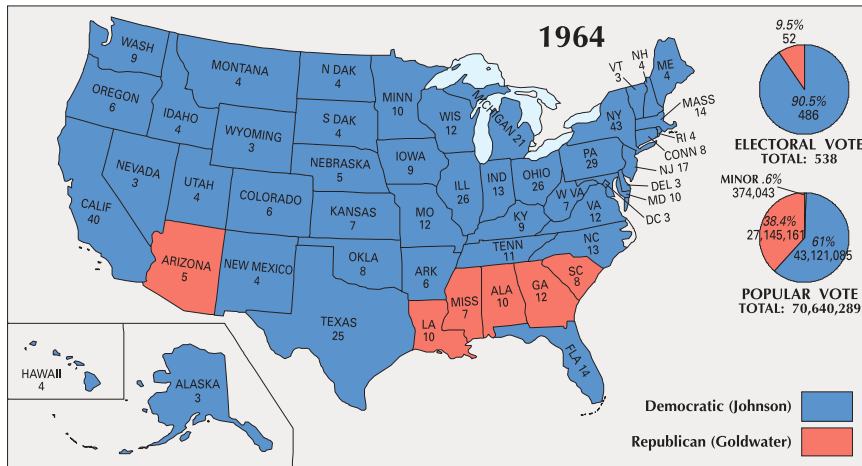 1964
WASH
9
OREGON
6
CALIF
40
NEVADA
3
IDAHO
4
MONTANA
4
WYOMING
3
UTAH
4
COLORADO
6
ARIZONA
5
NEW MEXICO
4
N DAK
4
S DAK
4
NEBRASKA
5
KANSAS
7
OKLA
8
TEXAS
25
MINN
10
IOWA
9
MO
12
ARK
6
LA
10
WIS
12
ILL
26
MICHIGAN 21
IND
13
OHIO
26
KY
9
TENN
11
MISS
7
ALA
10
GA
12
FLA 14
SC
8
NC
13
VA
12
W VA
7
PA
29
NY
43
VT
3
NH
4
ME
4
MASS
14
RI 4
CONN 8
NJ 17
DEL 3
MD 10
DC 3
HAWAII
4
ALASKA
3
9.5%
52
90.5%
486
ELECTORAL VOTE
TOTAL: 538
MINOR .6%
374,043
38.4%
27,145,161
61%
43,121,085
POPULAR VOTE
TOTAL: 70,640,289
Democratic (Johnson)
Republican (Goldwater)